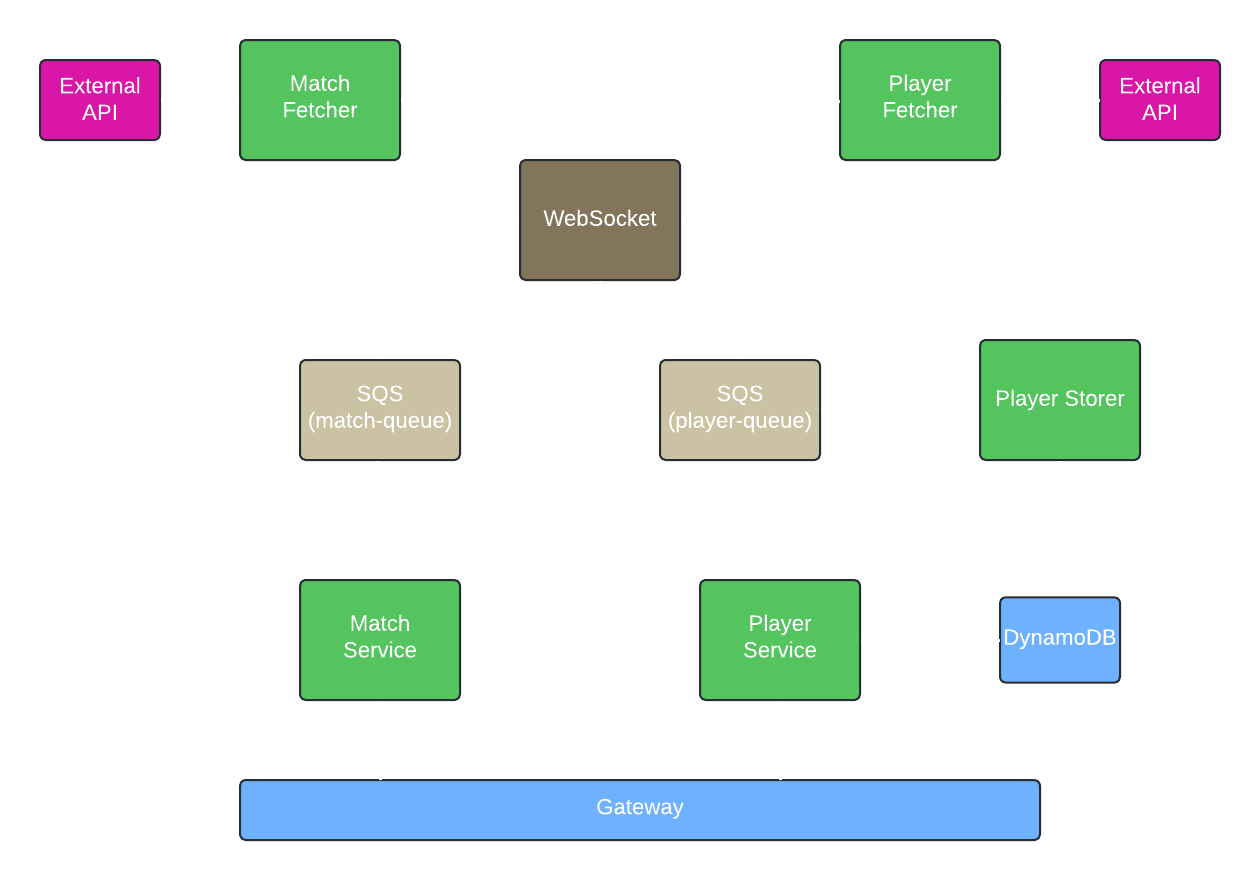 External
API
Match
Fetcher
Player
Fetcher
External
API
WebSocket
SQS
(match-queue)
SQS
(player-queue)
Player Storer
Match
Service
Player
Service
DynamoDB
Gateway